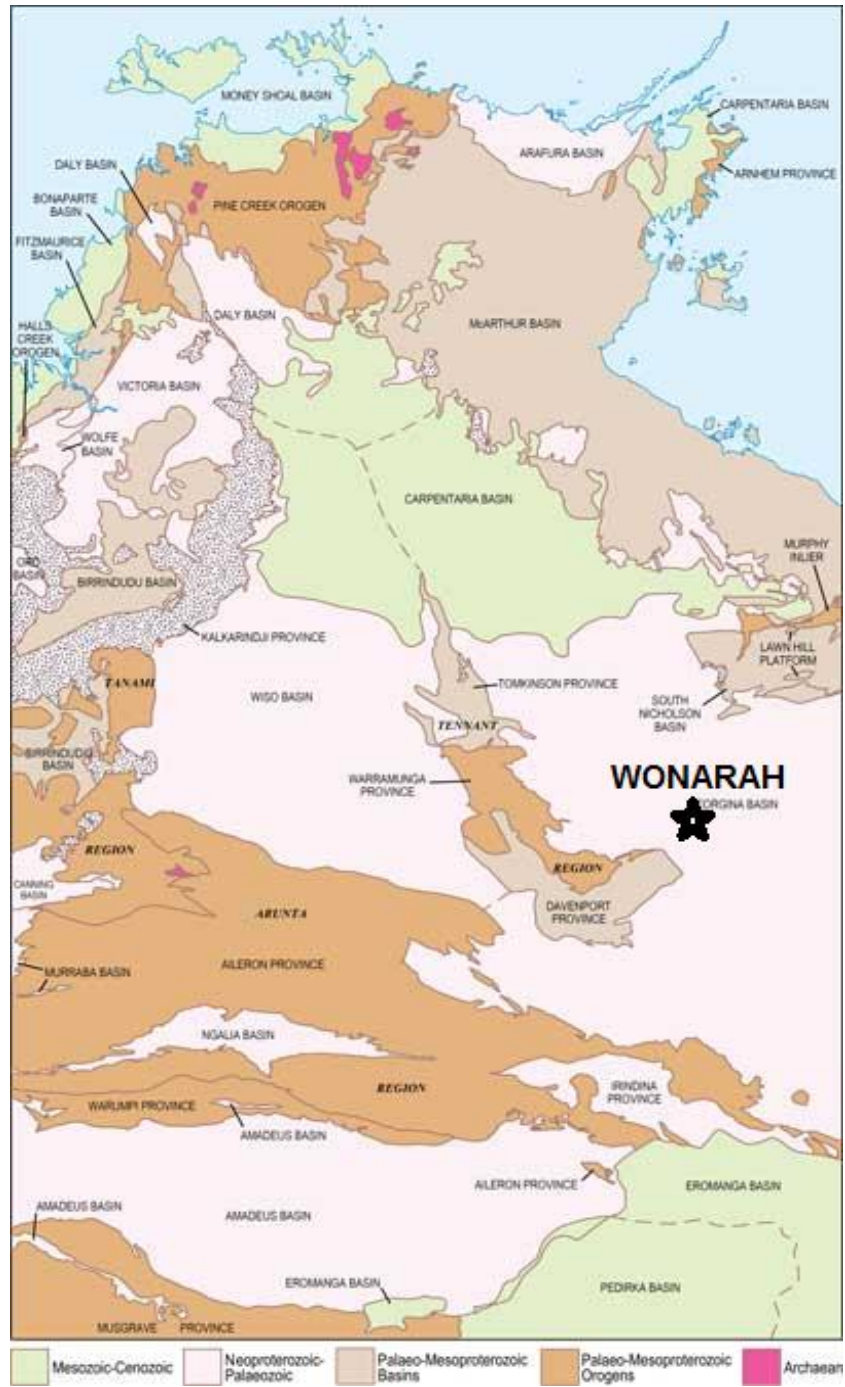 MONEY SHOAL BASIN
CARPENTARIA BASIN
DALY BASIN
ARAFURA BASIN
ARNHEM PROVINCE
BONAPARTE
BASIN
PINE CREEK OROGEN
FITZMAURICE
BASIN
HALLS
CREEK
OROGEN
DALY BASIN
McARTHUR BASIN
VICTORIA BASIN
WOLFE
BASIN
CARPENTARIA BASIN
ORD
BASIN
BIRRINDUDU BASIN
MURPHY
INLIER
KALKARINDJI PROVINCE
LAWN HILL
PLATFORM
TANAMI
WISO BASIN
TOMKINSON PROVINCE
SOUTH
NICHOLSON
BASIN
TENNANT
BIRRINDUDU
BASIN
WARRAMUNGA
PROVINCE
WONARAH
EORGINA BASIN
REGION
REGION
CANNING
BASIN
DAVENPORT
PROVINCE
ARUNTA
AILERON PROVINCE
MURRABA BASIN
NGALIA BASIN
REGION
IRINDINA
PROVINCE
WARUMPI PROVINCE
AMADEUS BASIN
AILERON PROVINCE
EROMANGA BASIN
AMADEUS BASIN
AMADEUS BASIN
EROMANGA BASIN
PEDIRKA BASIN
MUSGRAVE PROVINCE
Mesozoic-Cenozoic
Neoproterozoic-
Palaeozoic
Palaeo-Mesoproterozoic
Basins
Palaeo-Mesoproterozoic
Orogens
Archaean